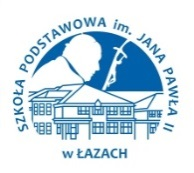 SZKOŁA PODSTAWOWA im. JANA PAWŁA II
w ŁAZACH